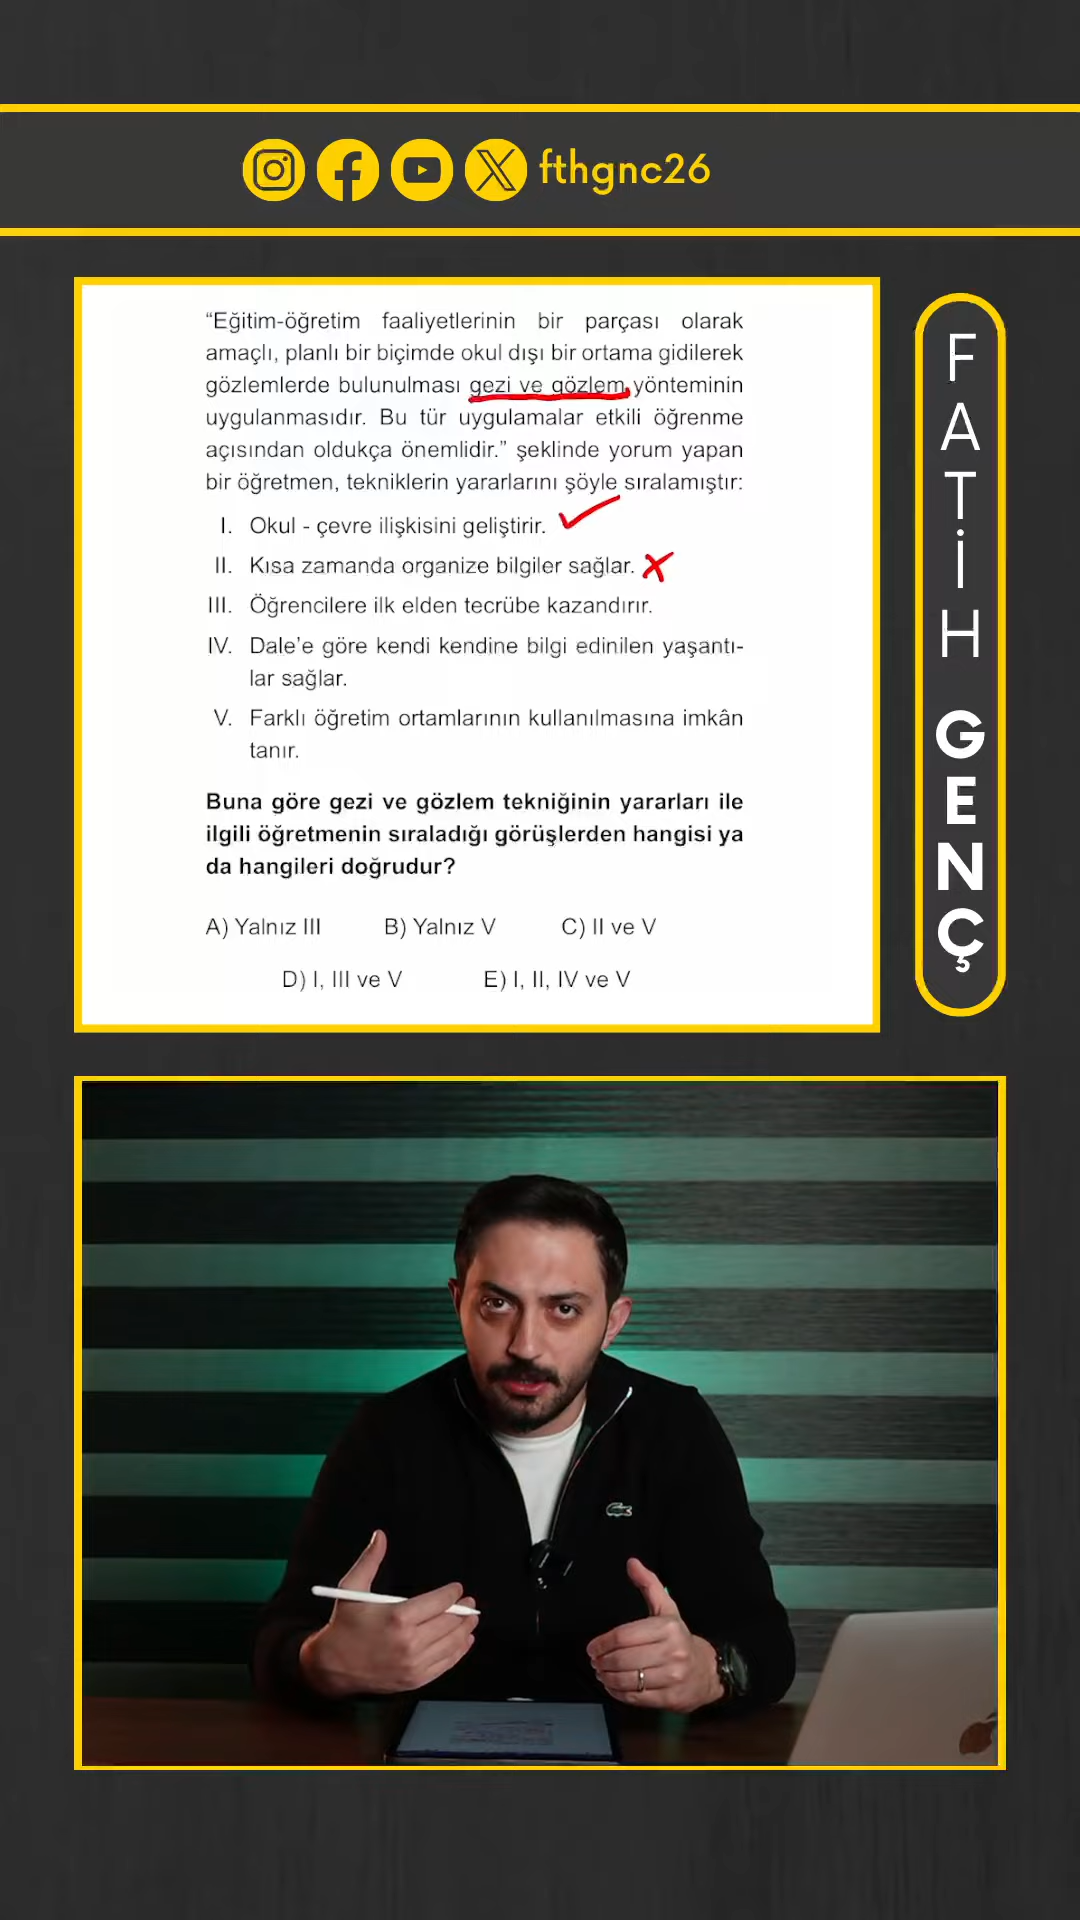 fthgnc26
“Eğitim-öğretim faaliyetlerinin bir parçası olarak
amaçlı, planlı bir biçimde okul dışı bir ortama gidilerek
gözlemlerde bulunulması gezi ve gözlem yönteminin
uygulanmasıdır. Bu tür uygulamalar etkili öğrenme
açısından oldukça önemlidir.” şeklinde yorum yapan
bir öğretmen, tekniklerin yararlarını şöyle sıralamıştır:
I. Okul - çevre ilişkisini geliştirir.
II. Kısa zamanda organize bilgiler sağlar.
III. Öğrencilere ilk elden tecrübe kazandırır.
IV. Dale’e göre kendi kendine bilgi edinilen yaşantı-
lar sağlar.
V. Farklı öğretim ortamlarının kullanılmasına imkân
tanır.
Buna göre gezi ve gözlem tekniğinin yararları ile
ilgili öğretmenin sıraladığı görüşlerden hangisi ya
da hangileri doğrudur?
A) Yalnız III B) Yalnız V C) II ve V
D) I, III ve V E) I, II, IV ve V
FATİH GENÇ